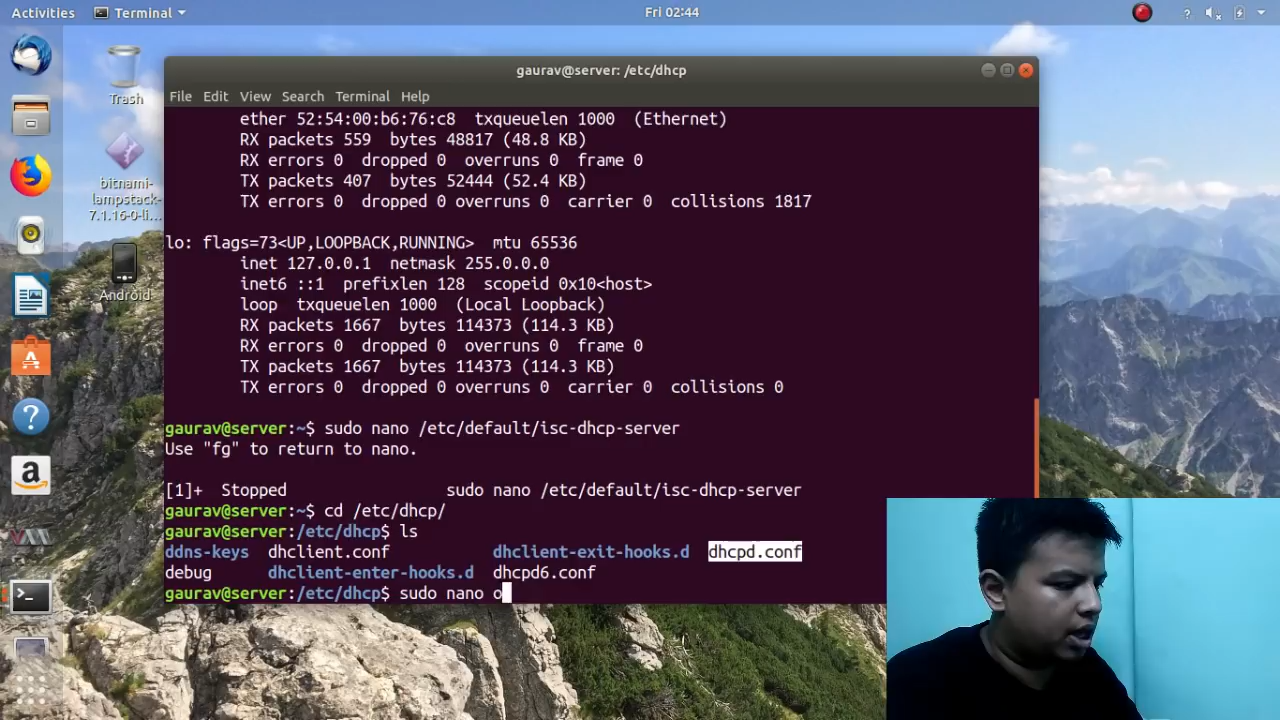 Activities Terminal Fri 02:44 ?
Trash
bitnami-
lampstack-
7.1.16-0-li...
Android
gaurav@server: /etc/dhcp
File Edit View Search Terminal Help
ether 52:54:00:b6:76:c8 txqueuelen 1000 (Ethernet)
RX packets 559 bytes 48817 (48.8 KB)
RX errors 0 dropped 0 overruns 0 frame 0
TX packets 407 bytes 52444 (52.4 KB)
TX errors 0 dropped 0 overruns 0 carrier 0 collisions 1817
lo: flags=73<UP,LOOPBACK,RUNNING> mtu 65536
inet 127.0.0.1 netmask 255.0.0.0
inet6 ::1 prefixlen 128 scopeid 0x10<host>
loop txqueuelen 1000 (Local Loopback)
RX packets 1667 bytes 114373 (114.3 KB)
RX errors 0 dropped 0 overruns 0 frame 0
TX packets 1667 bytes 114373 (114.3 KB)
TX errors 0 dropped 0 overruns 0 carrier 0 collisions 0
gaurav@server:~$ sudo nano /etc/default/isc-dhcp-server
Use "fg" to return to nano.
[1]+ Stopped sudo nano /etc/default/isc-dhcp-server
gaurav@server:~$ cd /etc/dhcp/
gaurav@server:/etc/dhcp$ ls
ddns-keys dhclient.conf dhclient-exit-hooks.d dhcpd.conf
debug dhclient-enter-hooks.d dhcpd6.conf
gaurav@server:/etc/dhcp$ sudo nano o